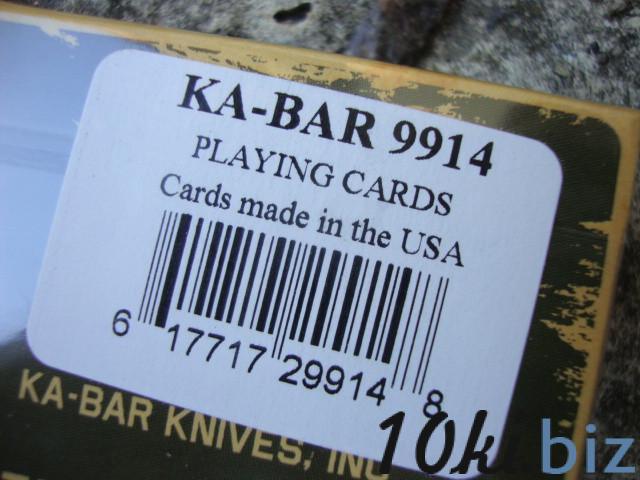 KA-BAR 9914
PLAYING CARDS
Cards made in the USA
6 17717 29914 8
KA-BAR KNIVES, INC
10k biz